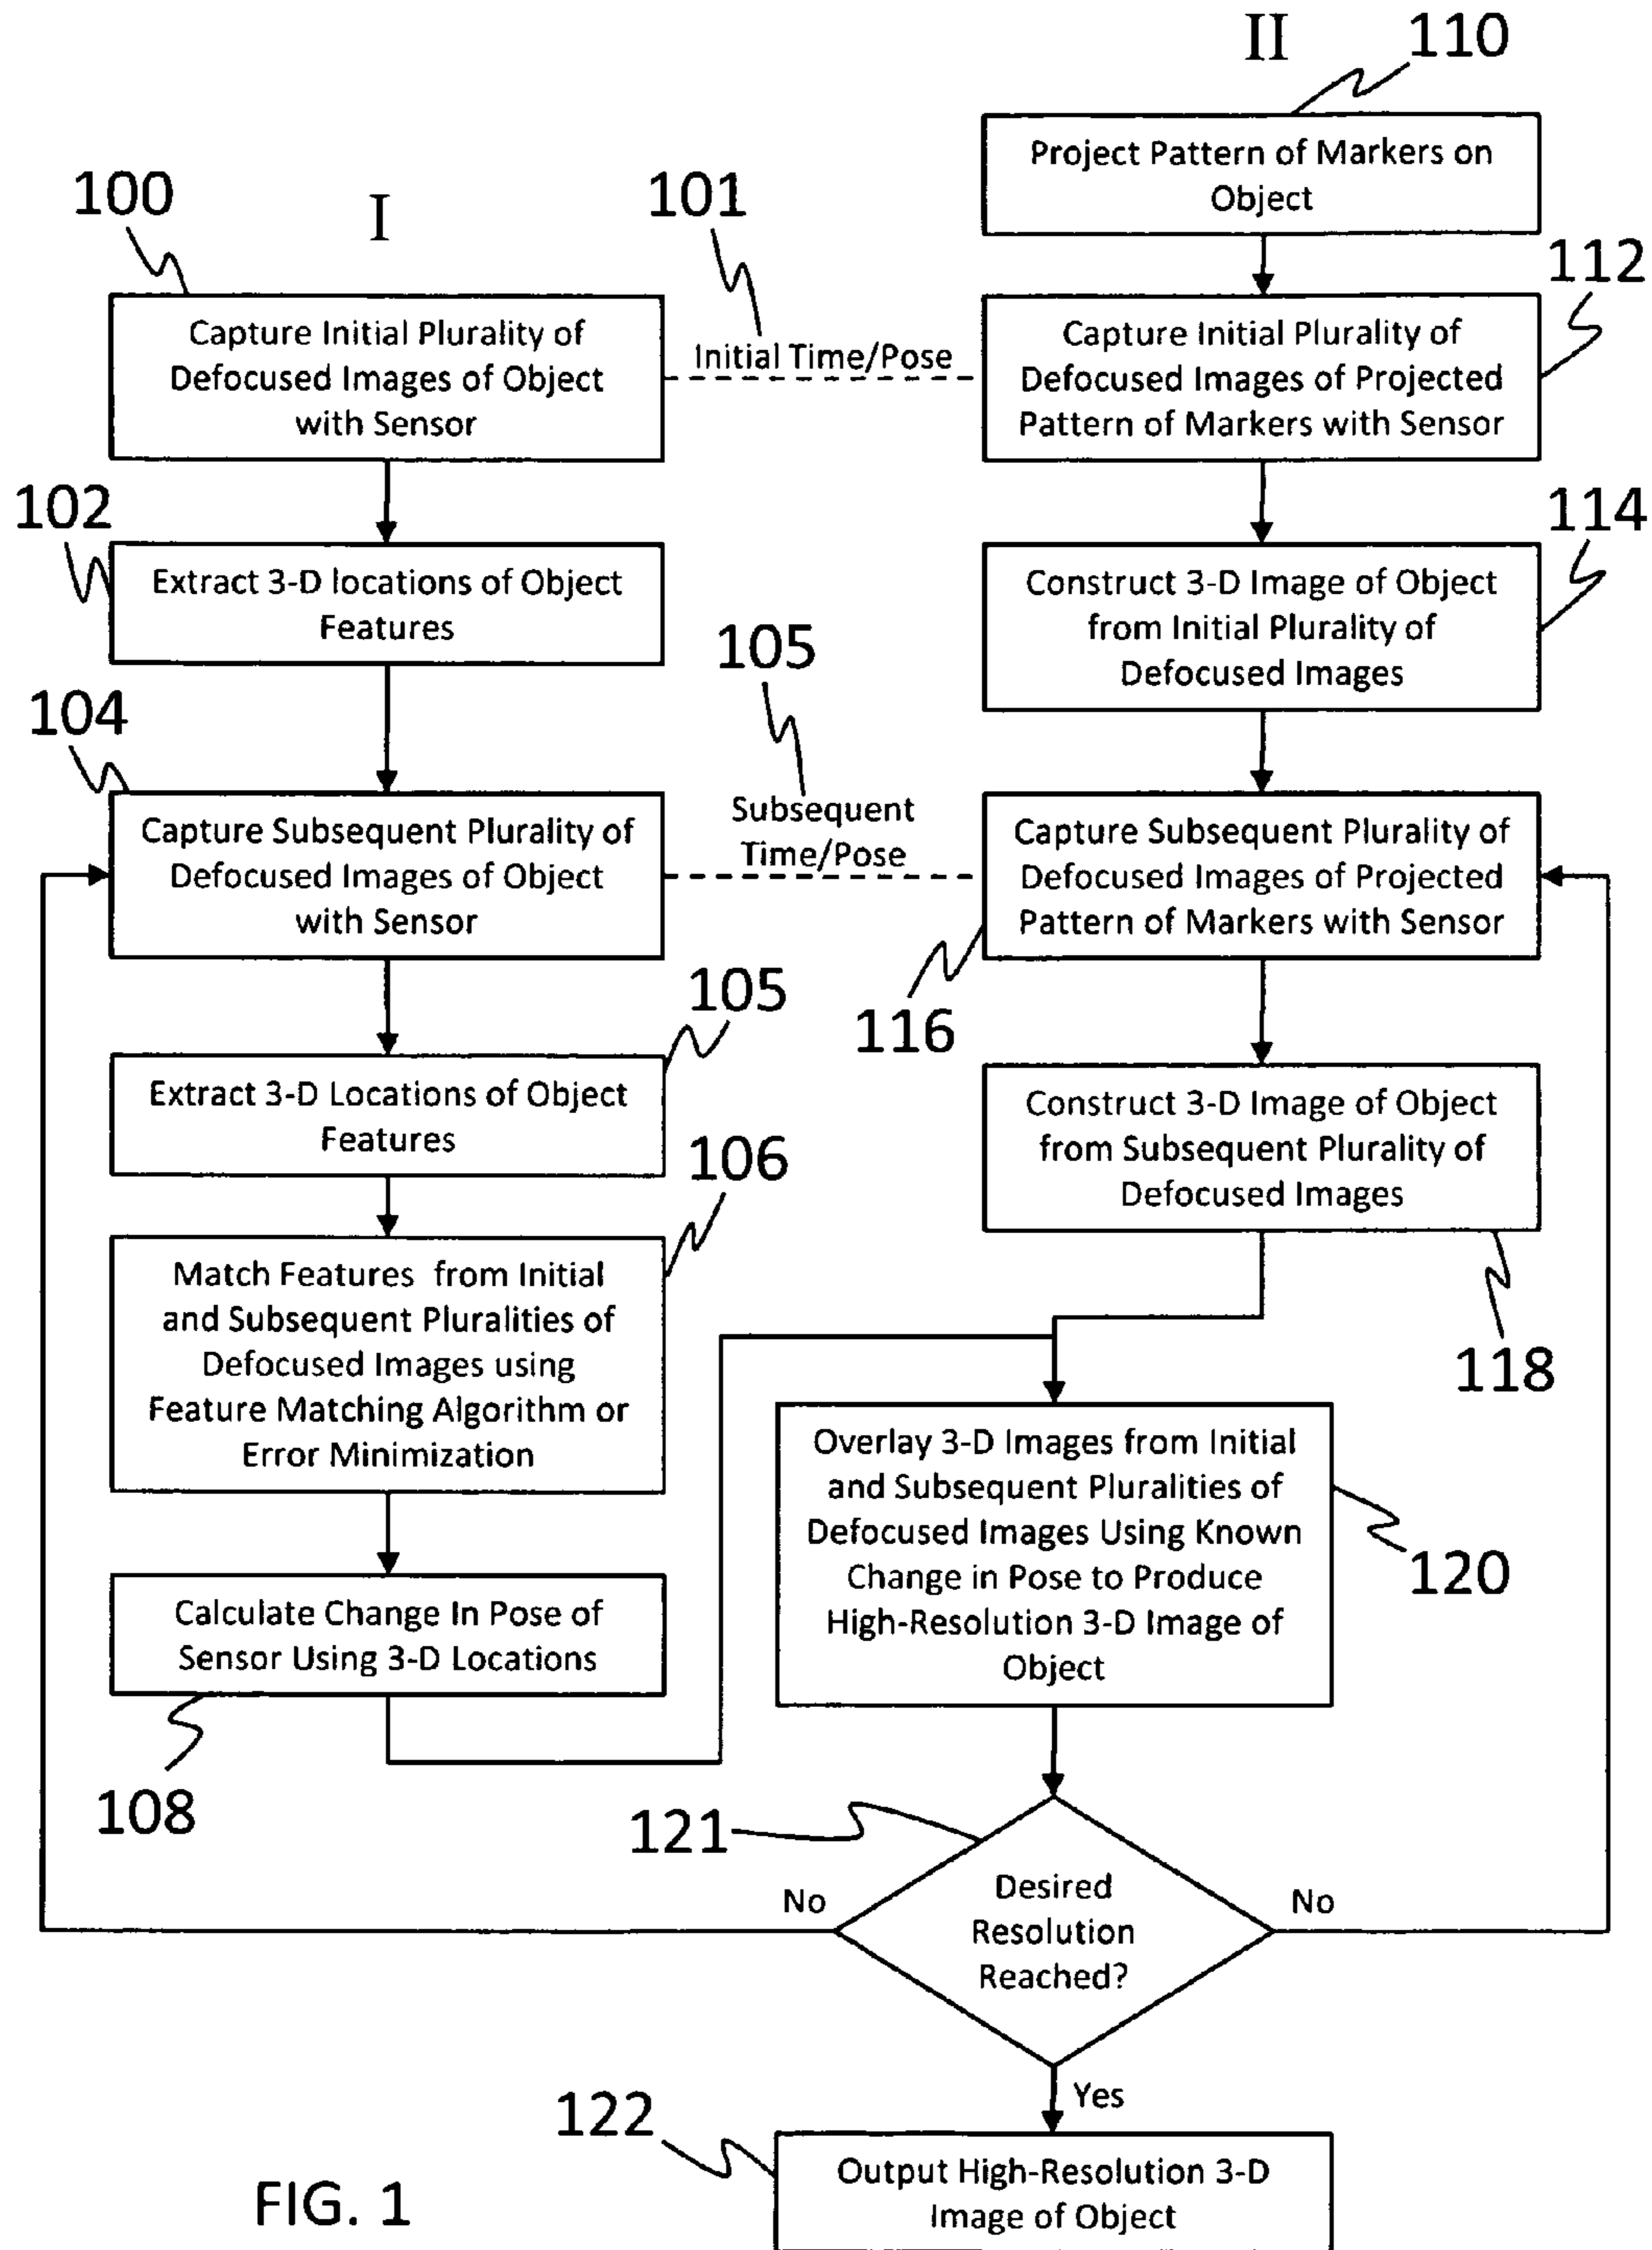 II
110
Project Pattern of Markers on
Object
100
I
101
112
Capture Initial Plurality of
Defocused Images of Object
with Sensor
Initial Time/Pose
Capture Initial Plurality of
Defocused Images of Projected
Pattern of Markers with Sensor
102
114
Extract 3-D locations of Object
Features
Construct 3-D Image of Object
from Initial Plurality of
Defocused Images
105
104
Capture Subsequent Plurality of
Defocused Images of Object
with Sensor
Subsequent
Time/Pose
Capture Subsequent Plurality of
Defocused Images of Projected
Pattern of Markers with Sensor
105
116
Extract 3-D Locations of Object
Features
Construct 3-D Image of Object
from Subsequent Plurality of
Defocused Images
106
118
Match Features from Initial
and Subsequent Pluralities of
Defocused Images using
Feature Matching Algorithm or
Error Minimization
Overlay 3-D Images from Initial
and Subsequent Pluralities of
Defocused Images Using Known
Change in Pose to Produce
High-Resolution 3-D Image of
Object
120
Calculate Change In Pose of
Sensor Using 3-D Locations
108
121
No
Desired
Resolution
Reached?
No
Yes
122
Output High-Resolution 3-D
Image of Object
FIG. 1